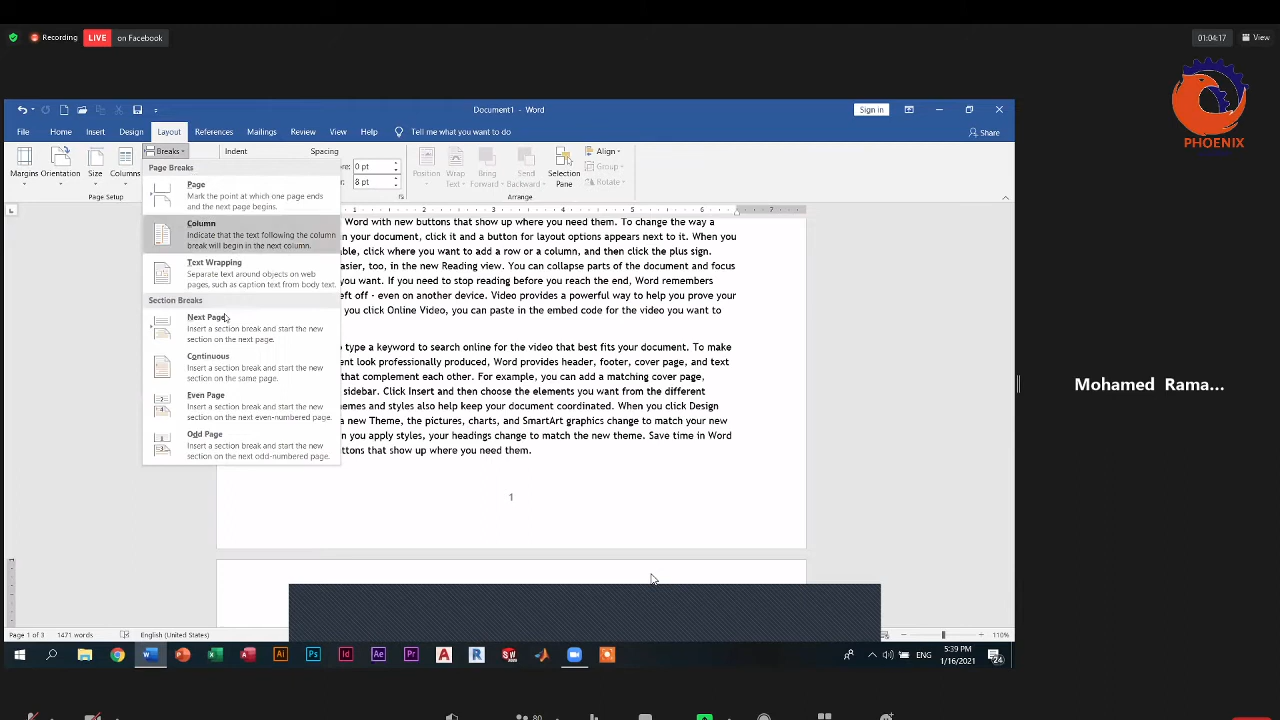 Recording
LIVE
on Facebook
01:04:17
View
PHOENIX
Document1 - Word
Sign in
File
Home
Insert
Design
Layout
References
Mailings
Review
View
Help
Tell me what you want to do
Share
Margins
Orientation
Size
Columns
Breaks
Page Setup
Indent
Spacing
0 pt
8 pt
Position
Wrap
Text
Bring
Forward
Send
Backward
Selection
Pane
Align
Group
Rotate
Arrange
Page Breaks
Page
Mark the point at which one page ends
and the next page begins.
Column
Indicate that the text following the column
break will begin in the next column.
Text Wrapping
Separate text around objects on web
pages, such as caption text from body text.
Section Breaks
Next Page
Insert a section break and start the new
section on the next page.
Continuous
Insert a section break and start the new
section on the same page.
Even Page
Insert a section break and start the new
section on the next even-numbered page.
Odd Page
Insert a section break and start the new
section on the next odd-numbered page.
1 2 3 4 5 6 7
Word with new buttons that show up where you need them. To change the way a
your document, click it and a button for layout options appears next to it. When you
click where you want to add a row or a column, and then click the plus sign.
easier, too, in the new Reading view. You can collapse parts of the document and focus
you want. If you need to stop reading before you reach the end, Word remembers
left off - even on another device. Video provides a powerful way to help you prove your
you click Online Video, you can paste in the embed code for the video you want to
type a keyword to search online for the video that best fits your document. To make
look professionally produced, Word provides header, footer, cover page, and text
that complement each other. For example, you can add a matching cover page,
sidebar. Click Insert and then choose the elements you want from the different
and styles also help keep your document coordinated. When you click Design
a new Theme, the pictures, charts, and SmartArt graphics change to match your new
you apply styles, your headings change to match the new theme. Save time in Word
that show up where you need them.
1
Mohamed Rama...
Page 1 of 3
1471 words
English (United States)
110%
ENG
5:39 PM
1/16/2021
24
80